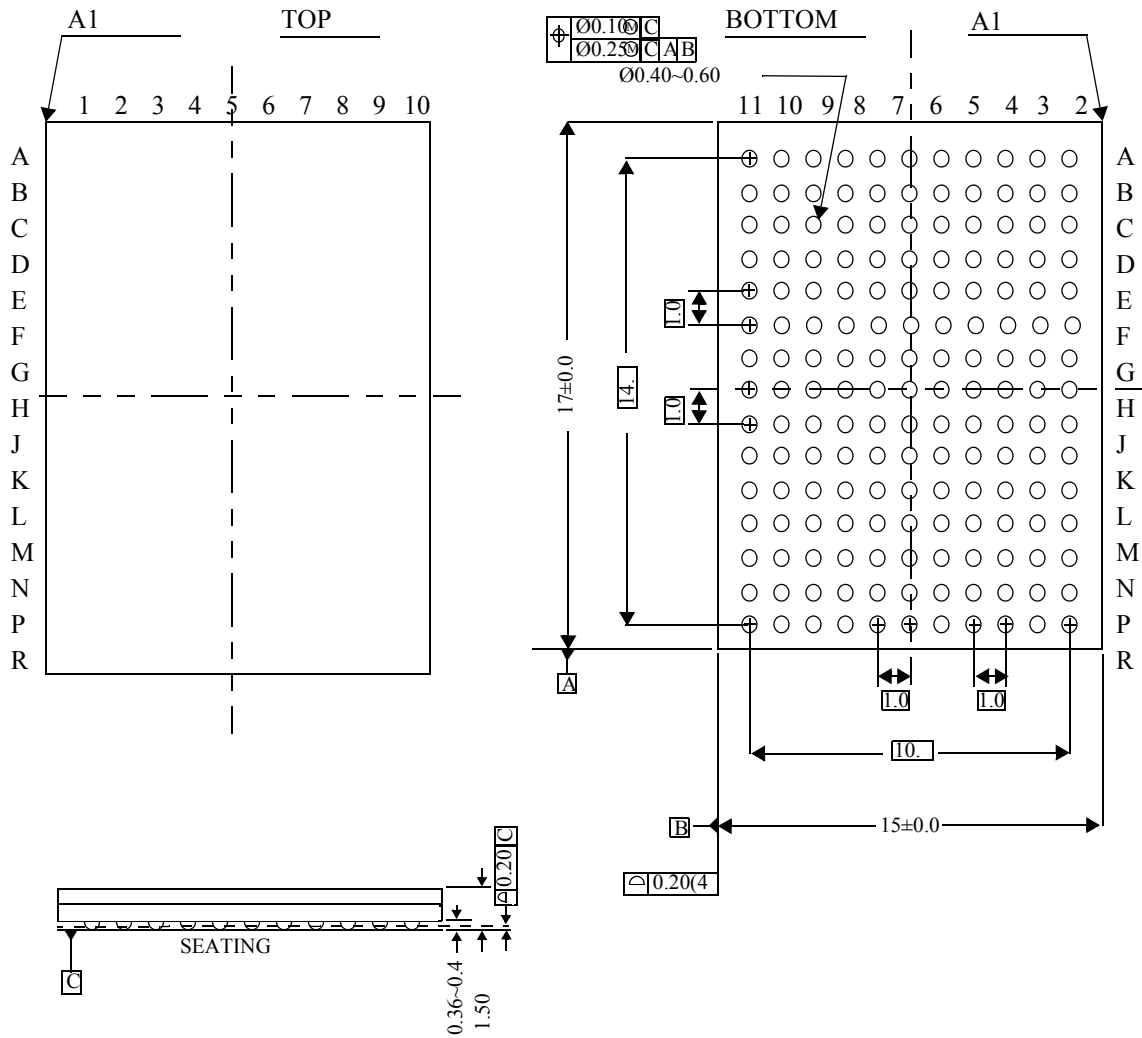 A1 TOP
Ø0.10Ⓜ C
Ø0.25Ⓜ C A B
Ø0.40~0.60
BOTTOM A1
1 2 3 4 5 6 7 8 9 10
11 10 9 8 7 6 5 4 3 2
A A
B B
C C
D D
E E
F F
G G
H H
J J
K K
L L
M M
N N
P P
R R
1.0
1.0
14.
17±0.0
A
1.0 1.0
10.
B 15±0.0
0.20(4
0.20 C
SEATING
C
0.36~0.4
1.50